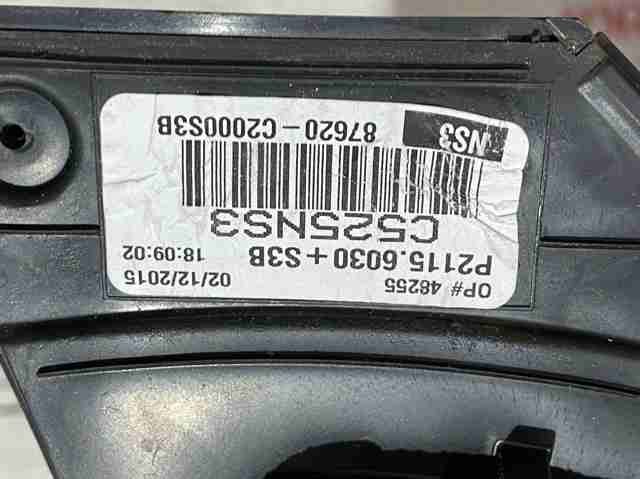 OP# 48255 02/12/2015
P2115.6030+S3B 18:09:02
C525NS3
87620-C2000S3B NS3